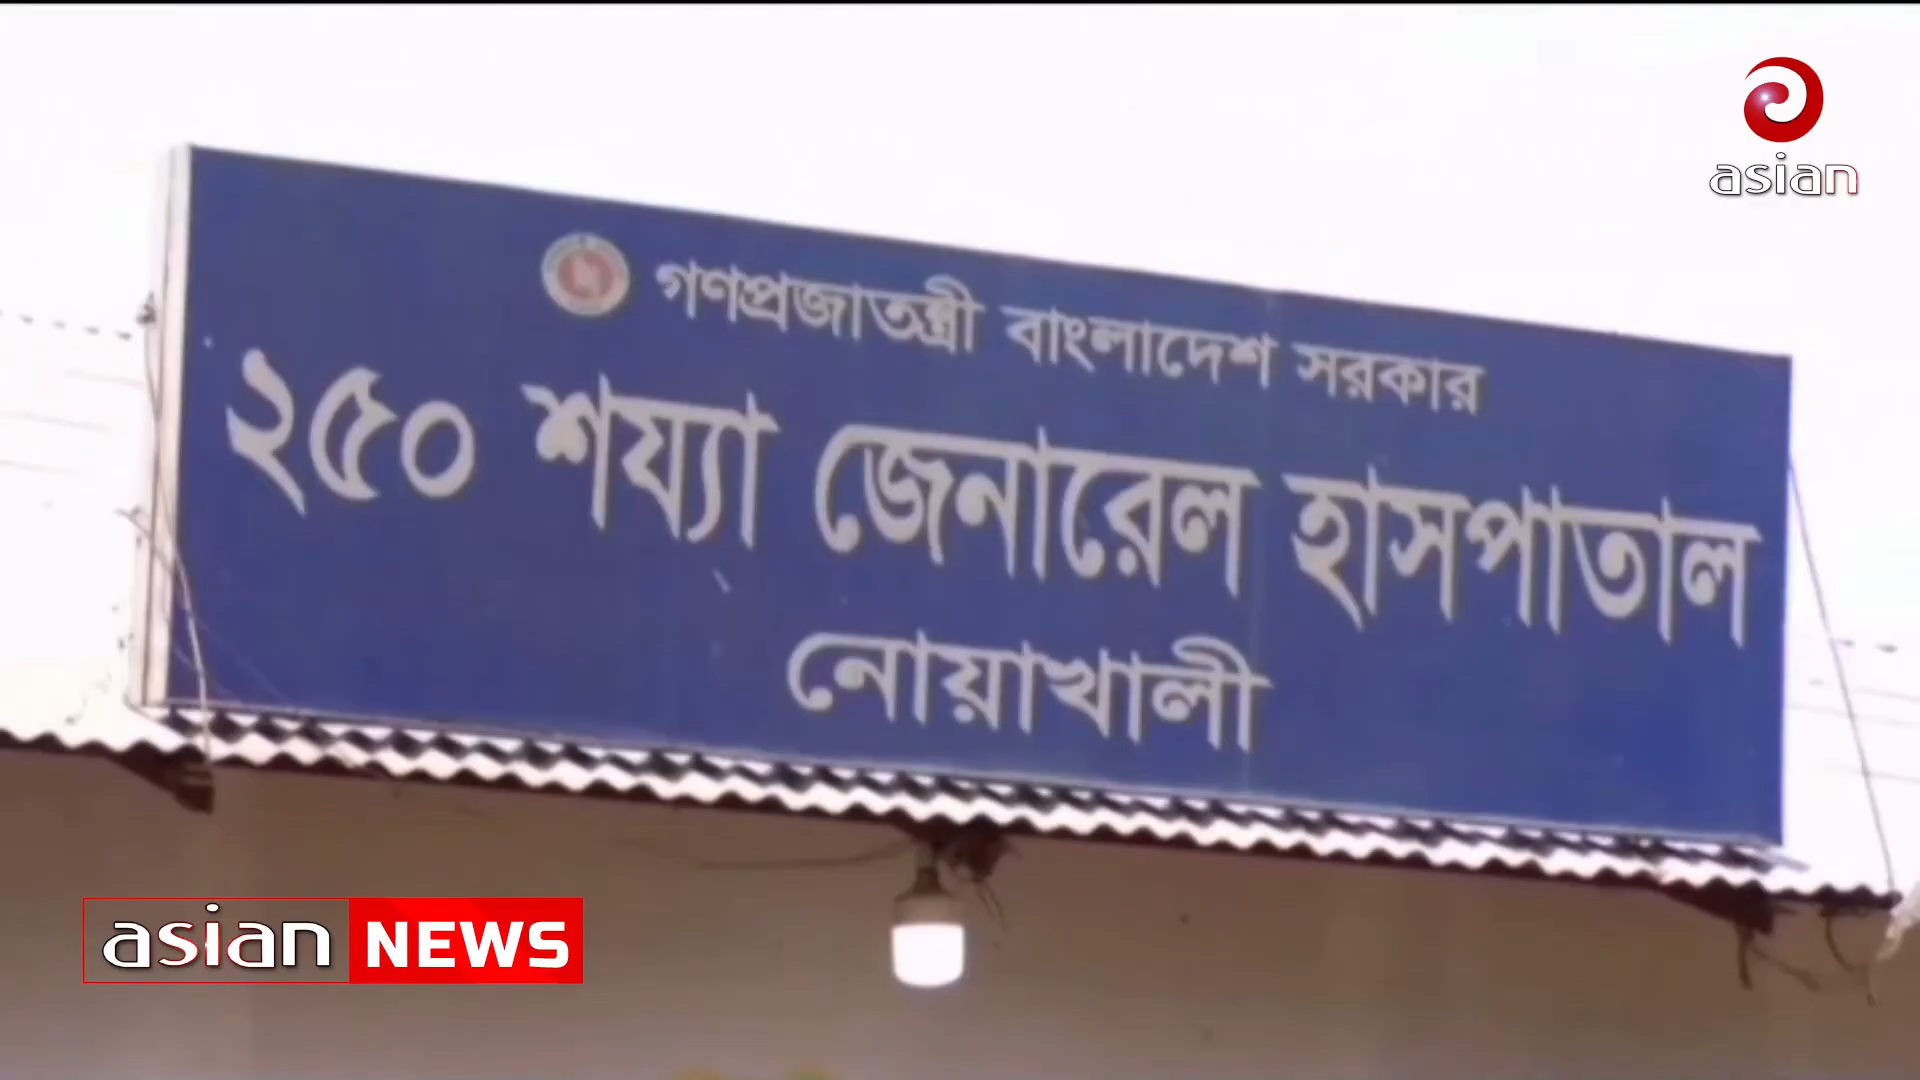 asian
গণপ্রজাতন্ত্রী বাংলাদেশ সরকার
২৫০ শয্যা জেনারেল হাসপাতাল
নোয়াখালী
asian NEWS